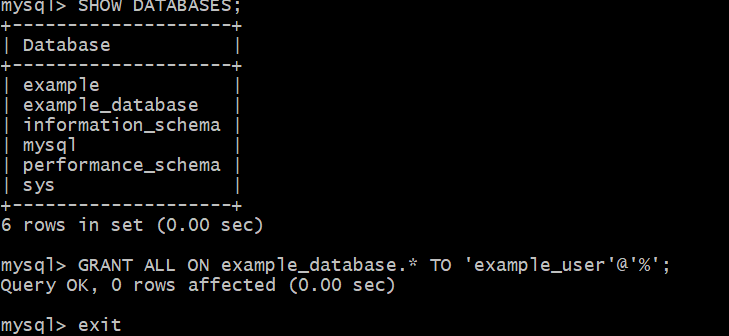 mysql> SHOW DATABASES;
+--------------------+
| Database           |
+--------------------+
| example            |
| example_database   |
| information_schema |
| mysql              |
| performance_schema |
| sys                |
+--------------------+
6 rows in set (0.00 sec)
mysql> GRANT ALL ON example_database.* TO 'example_user'@'%';
Query OK, 0 rows affected (0.00 sec)
mysql> exit